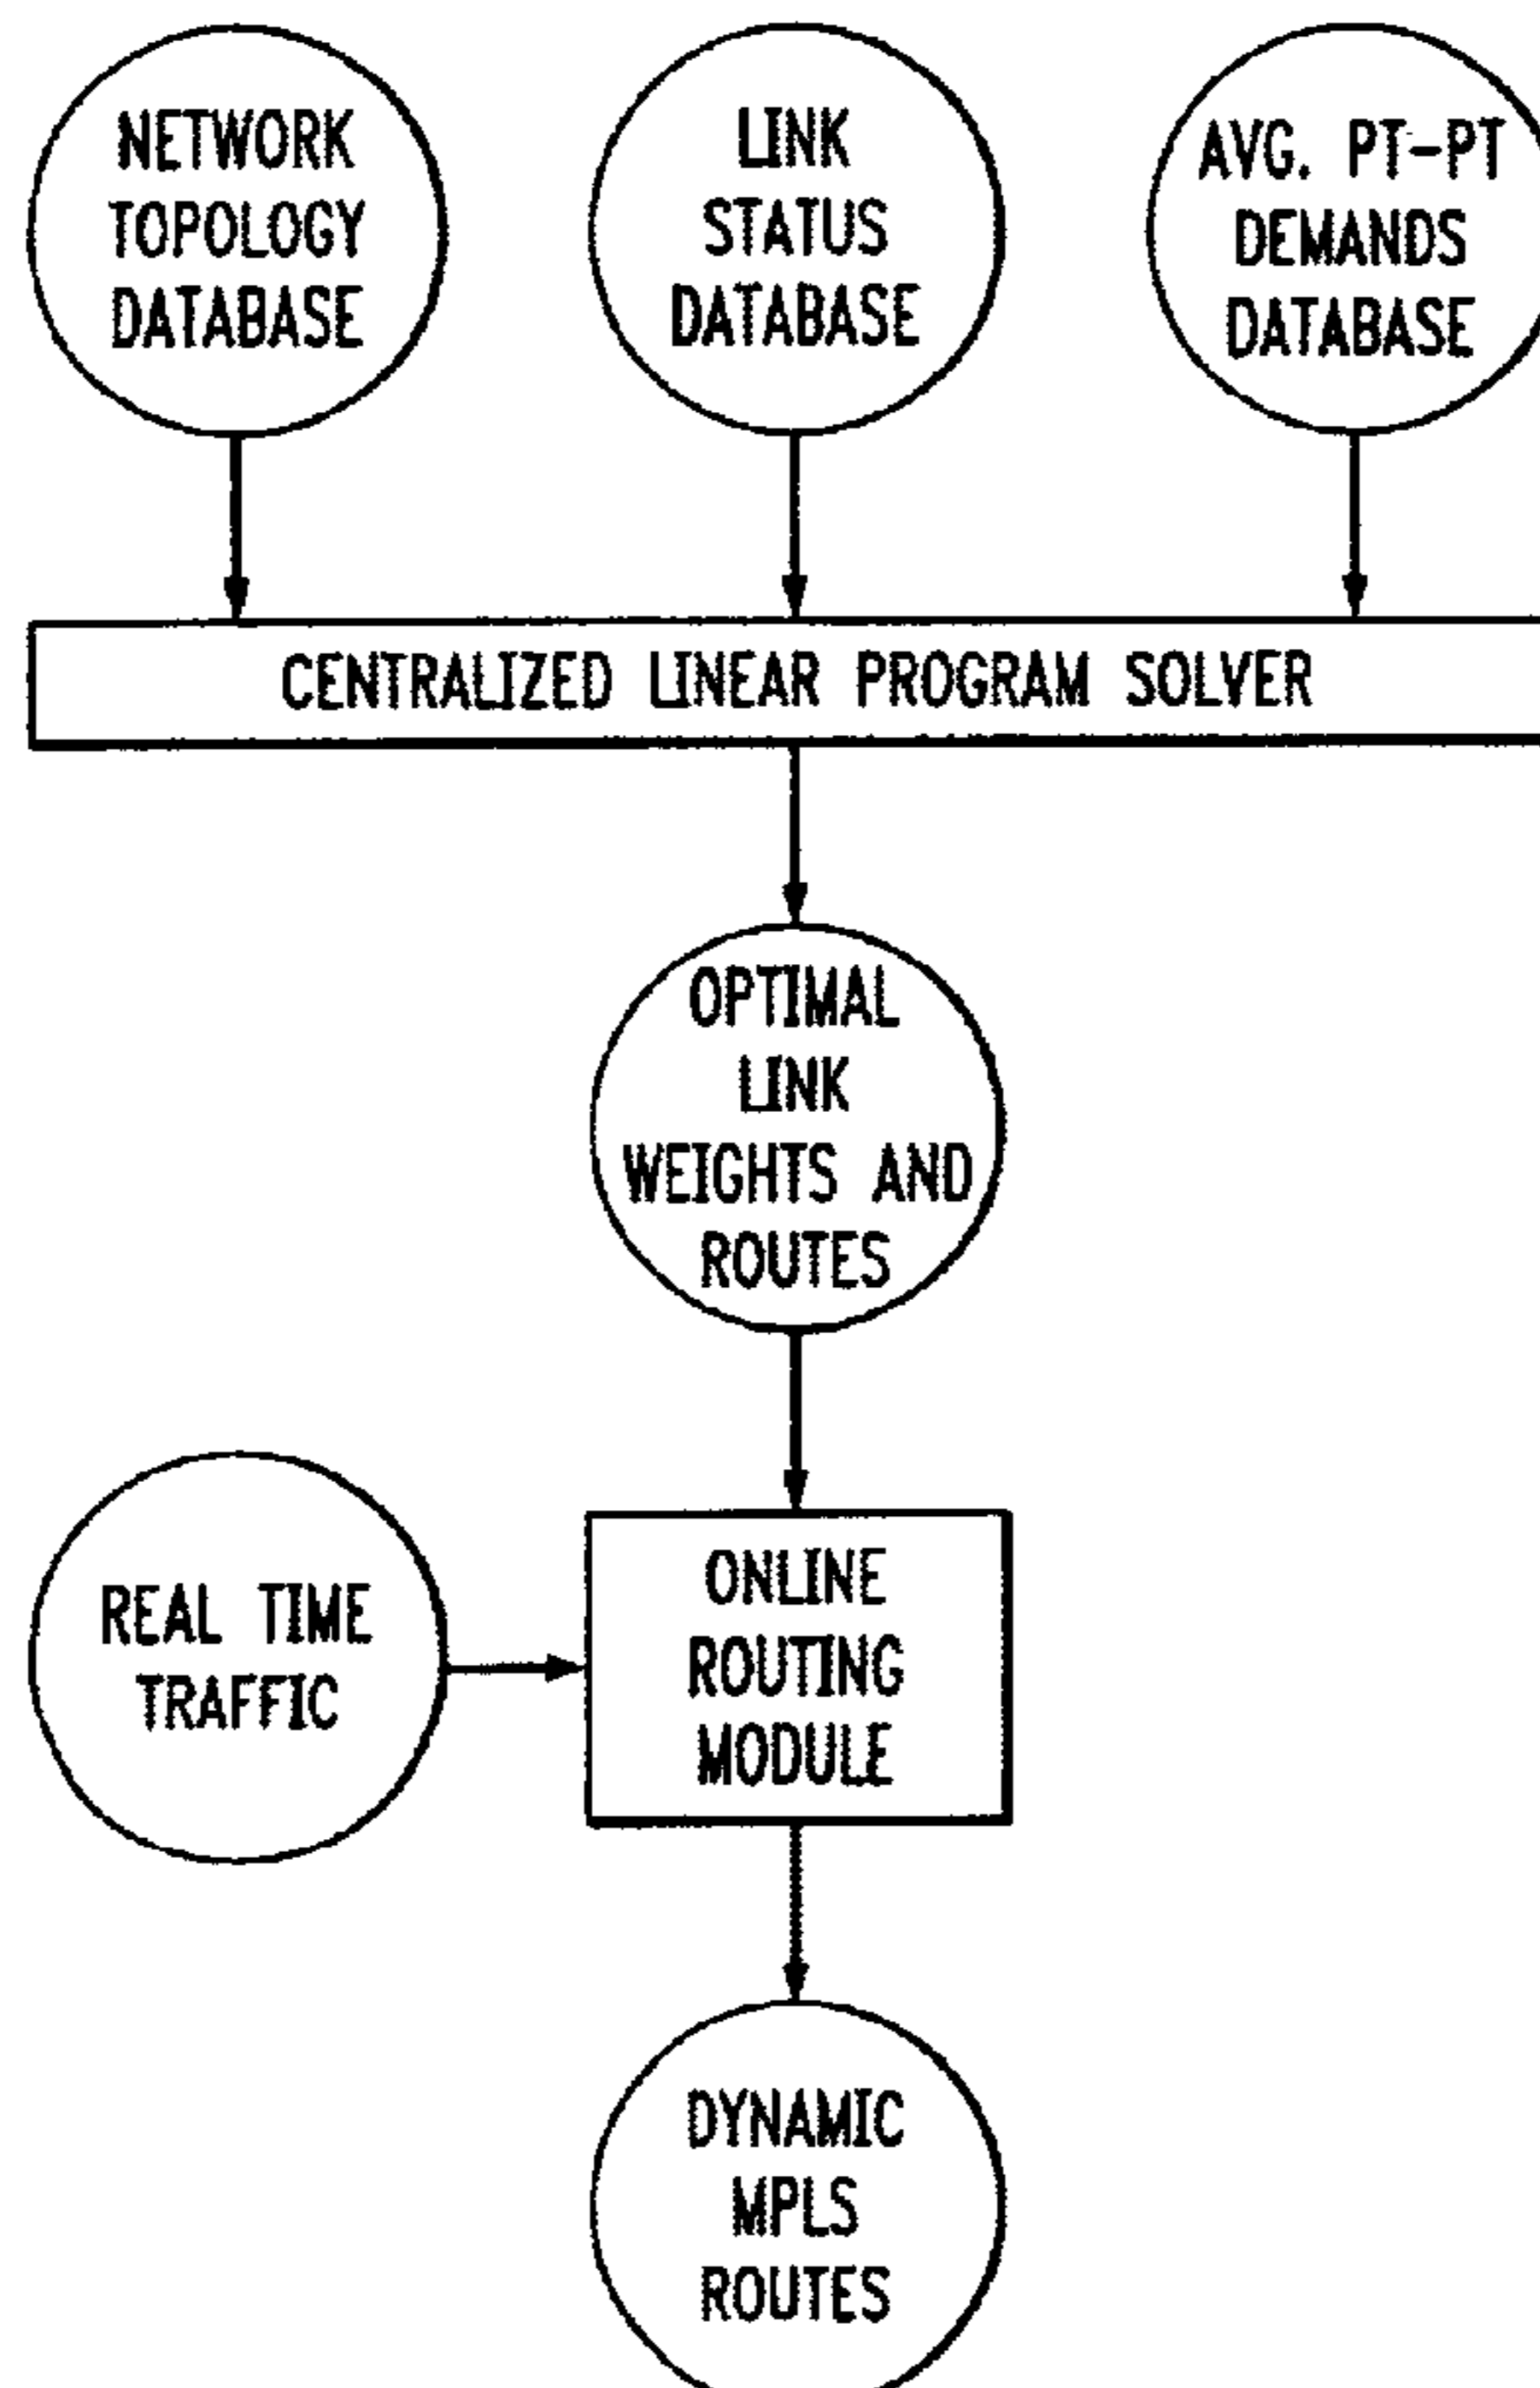 NETWORK
TOPOLOGY
DATABASE
LINK
STATUS
DATABASE
AVG. PT-PT
DEMANDS
DATABASE
CENTRALIZED LINEAR PROGRAM SOLVER
OPTIMAL
LINK
WEIGHTS AND
ROUTES
REAL TIME
TRAFFIC
ONLINE
ROUTING
MODULE
DYNAMIC
MPLS
ROUTES